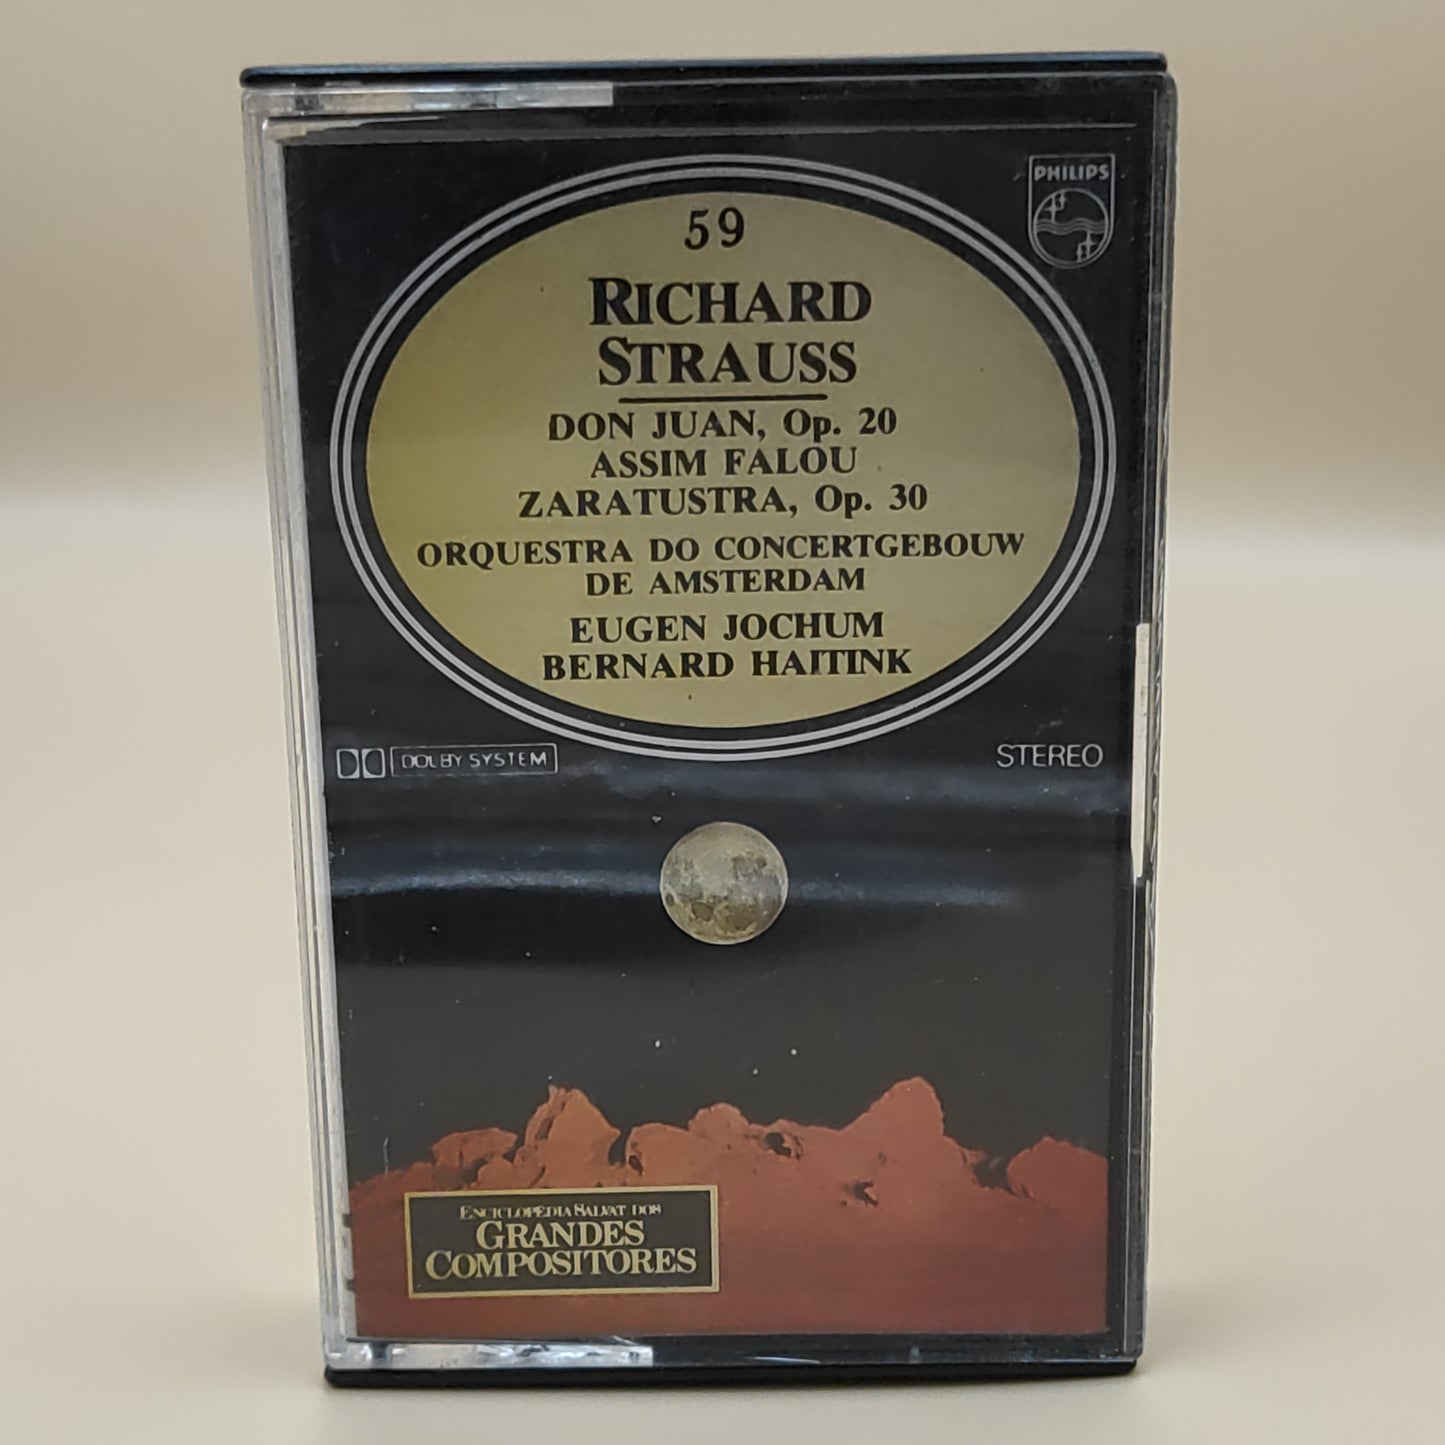 PHILIPS
59
RICHARD
STRAUSS
DON JUAN, Op. 20
ASSIM FALOU
ZARATUSTRA, Op. 30
ORQUESTRA DO CONCERTGEBOUW
DE AMSTERDAM
EUGEN JOCHUM
BERNARD HAITINK
DOLBY SYSTEM
STEREO
ENCICLOPÉDIA SALVAT DOS
GRANDES
COMPOSITORES